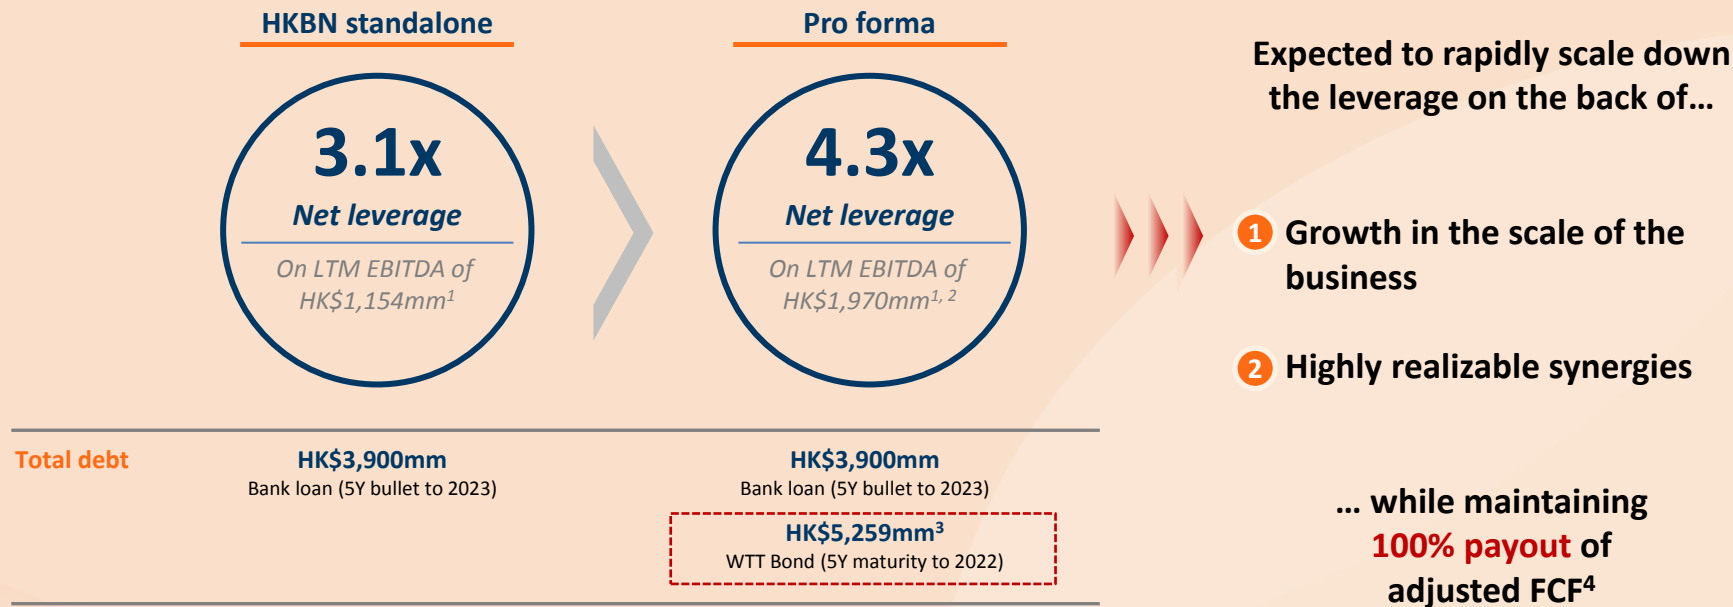 HKBN standalone
3.1x
Net leverage
On LTM EBITDA of
HK$1,154mm¹
Pro forma
4.3x
Net leverage
On LTM EBITDA of
HK$1,970mm¹, ²
Expected to rapidly scale down
the leverage on the back of…
1 Growth in the scale of the
business
2 Highly realizable synergies
… while maintaining
100% payout of
adjusted FCF⁴
Total debt
HK$3,900mm
Bank loan (5Y bullet to 2023)
HK$3,900mm
Bank loan (5Y bullet to 2023)
HK$5,259mm³
WTT Bond (5Y maturity to 2022)